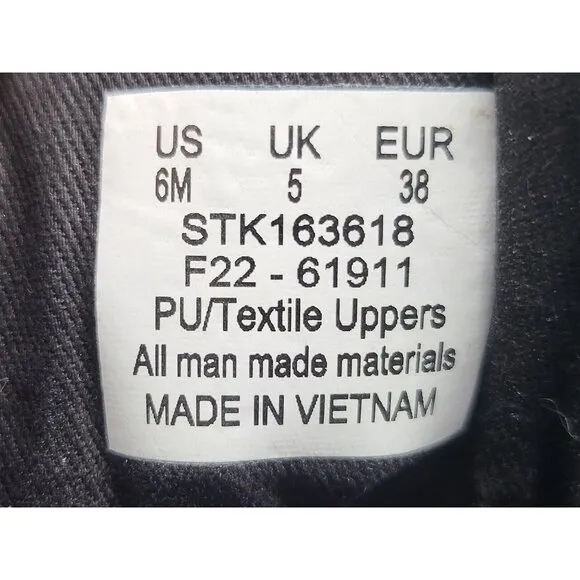 US UK EUR
6M 5 38
STK163618
F22 - 61911
PU/Textile Uppers
All man made materials
MADE IN VIETNAM